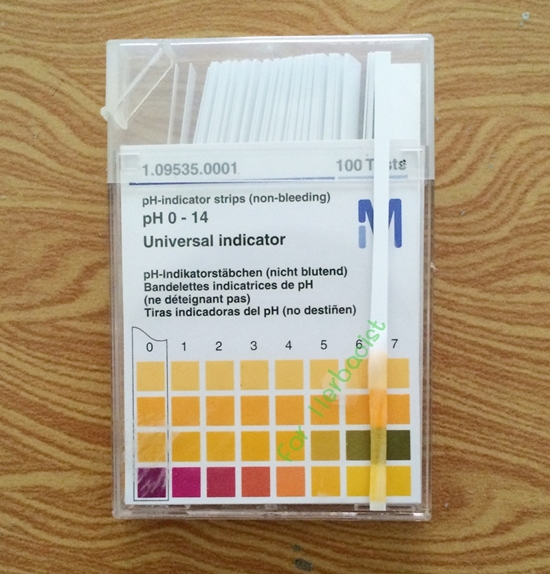 1.09535.0001 100 Tests
pH-indicator strips (non-bleeding)
pH 0 - 14
Universal indicator
M
pH-Indikatorstäbchen (nicht blutend)
Bandelettes indicatrices de pH
(ne déteignant pas)
Tiras indicadoras del pH (no destiñen)
0 1 2 3 4 5 6 7
for Herbacist